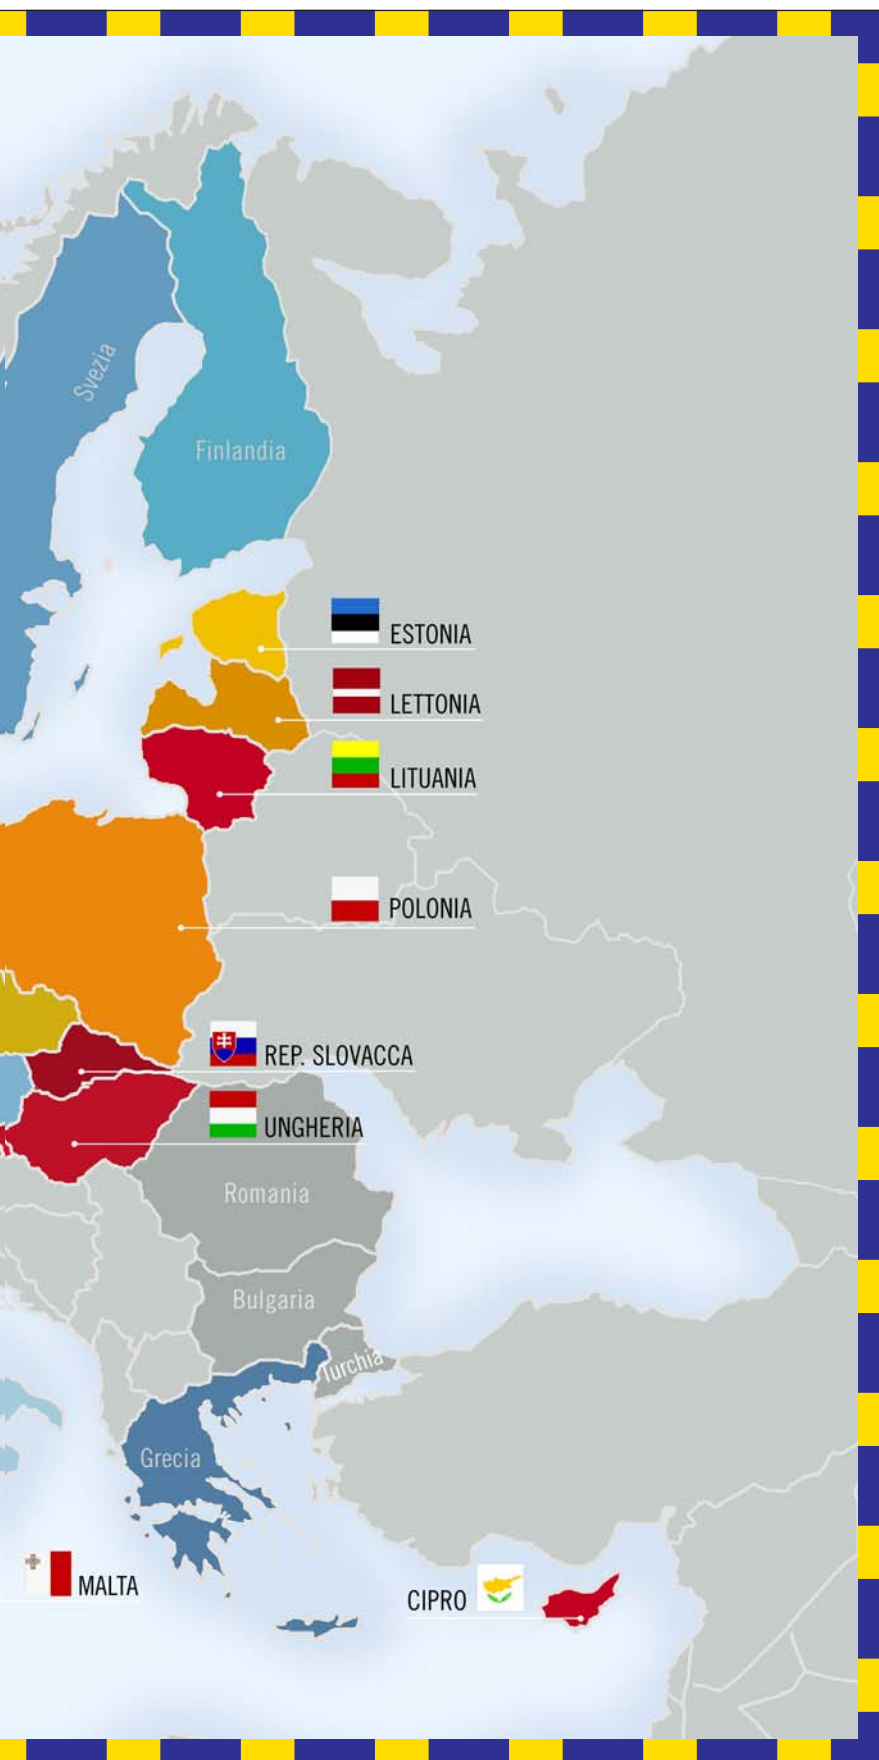 Svezia
Finlandia
ESTONIA
LETTONIA
LITUANIA
POLONIA
REP. SLOVACCA
UNGHERIA
Romania
Bulgaria
Turchia
Grecia
MALTA
CIPRO